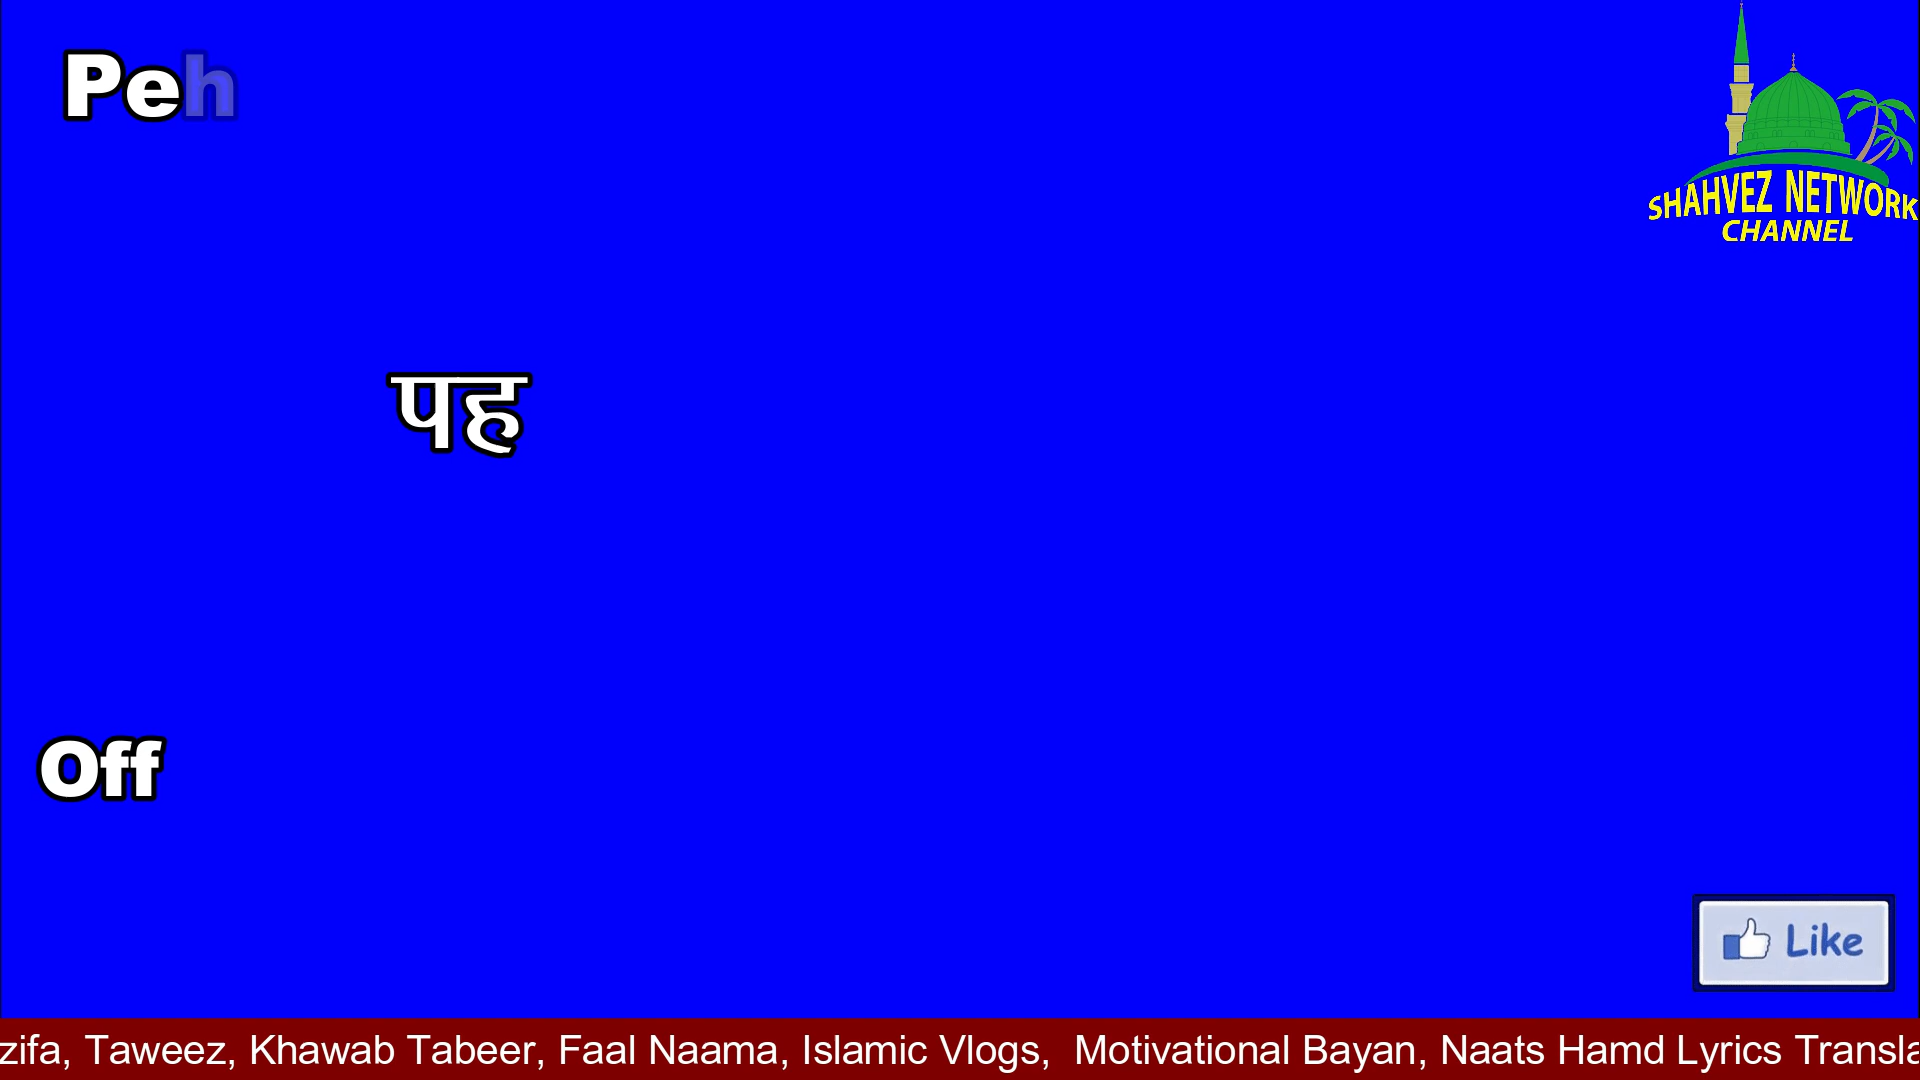 Peh
SHAHVEZ NETWORK
CHANNEL
पह
Off
Like
zifa, Taweez, Khawab Tabeer, Faal Naama, Islamic Vlogs, Motivational Bayan, Naats Hamd Lyrics Transla